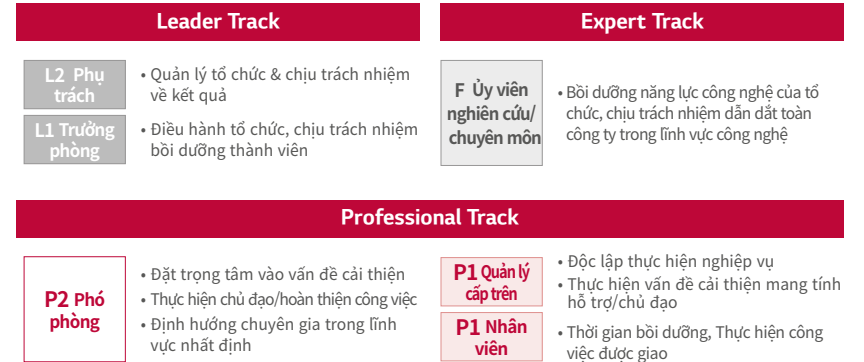 Leader Track
L2 Phụ
trách
• Quản lý tổ chức & chịu trách nhiệm
về kết quả
L1 Trưởng
phòng
• Điều hành tổ chức, chịu trách nhiệm
bồi dưỡng thành viên
Expert Track
F Ủy viên
nghiên cứu/
chuyên môn
• Bồi dưỡng năng lực công nghệ của tổ
chức, chịu trách nhiệm dẫn dắt toàn
công ty trong lĩnh vực công nghệ
Professional Track
P2 Phó
phòng
• Đặt trọng tâm vào vấn đề cải thiện
• Thực hiện chủ đạo/hoàn thiện công việc
• Định hướng chuyên gia trong lĩnh
vực nhất định
P1 Quản lý
cấp trên
• Độc lập thực hiện nghiệp vụ
• Thực hiện vấn đề cải thiện mang tính
hỗ trợ/chủ đạo
P1 Nhân
viên
• Thời gian bồi dưỡng, Thực hiện công
việc được giao